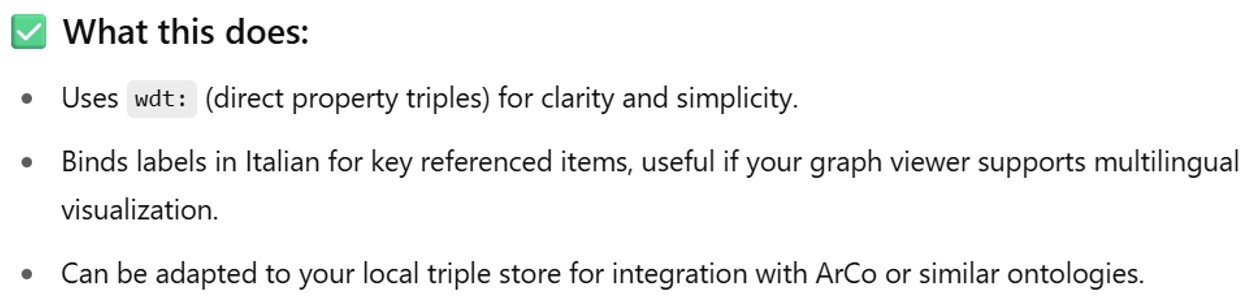 ✅ What this does:
• Uses wdt: (direct property triples) for clarity and simplicity.
• Binds labels in Italian for key referenced items, useful if your graph viewer supports multilingual
visualization.
• Can be adapted to your local triple store for integration with ArCo or similar ontologies.